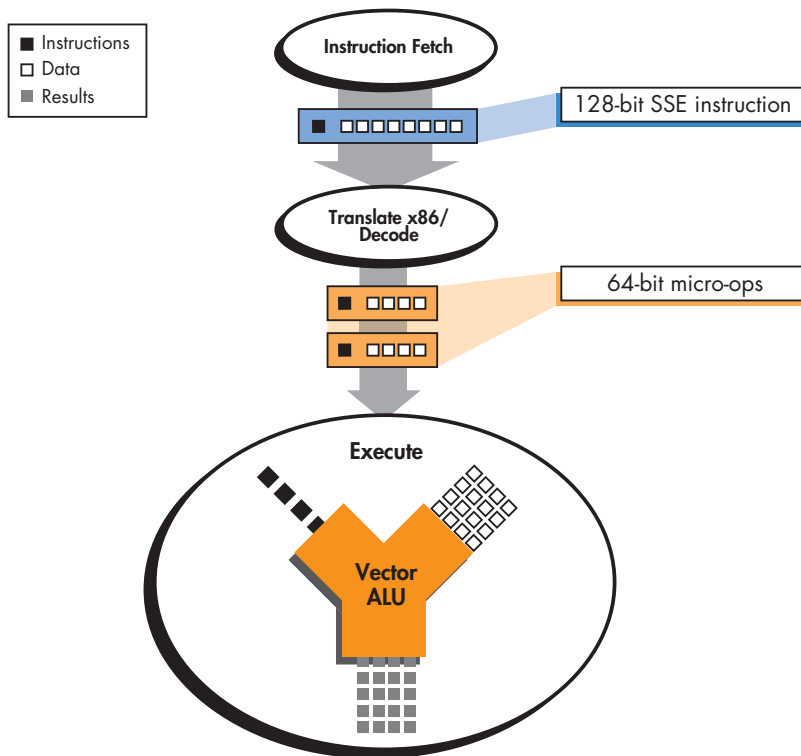 Instructions
Data
Results
Instruction Fetch
128-bit SSE instruction
Translate x86/
Decode
64-bit micro-ops
Execute
Vector
ALU